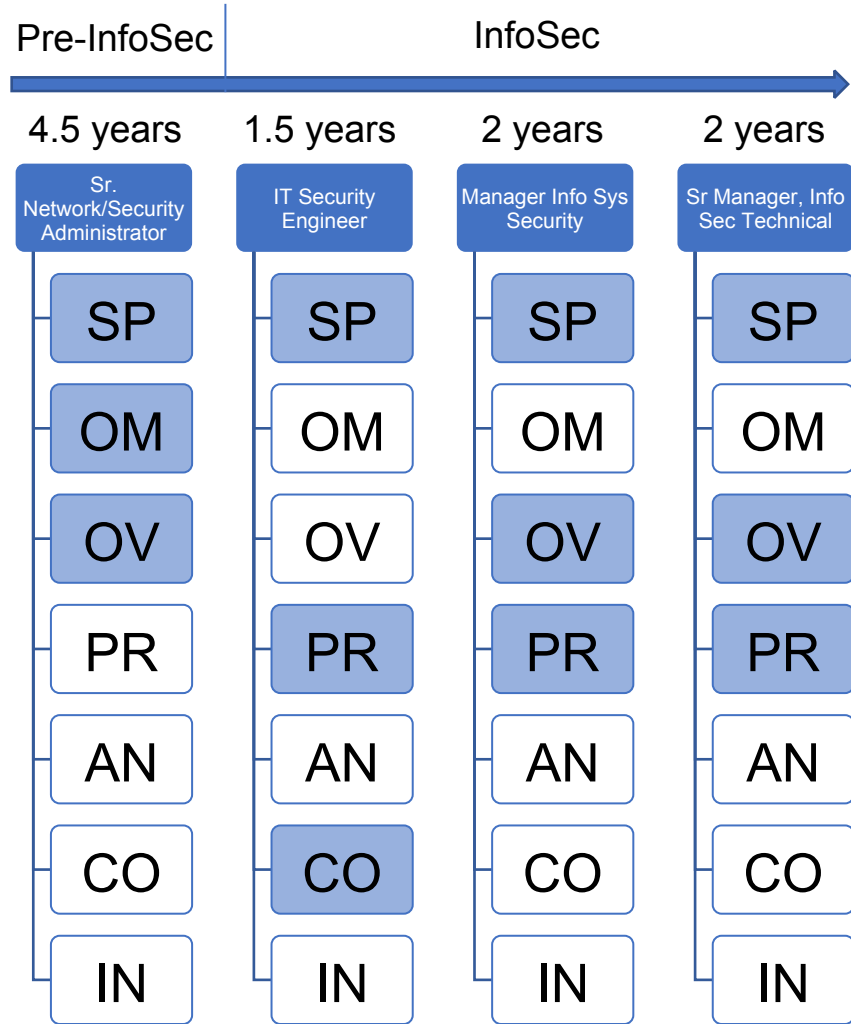 Pre-InfoSec
InfoSec
4.5 years
1.5 years
2 years
2 years
Sr.
Network/Security
Administrator
IT Security
Engineer
Manager Info Sys
Security
Sr Manager, Info
Sec Technical
SP
SP
SP
SP
OM
OM
OM
OM
OV
OV
OV
OV
PR
PR
PR
PR
AN
AN
AN
AN
CO
CO
CO
CO
IN
IN
IN
IN